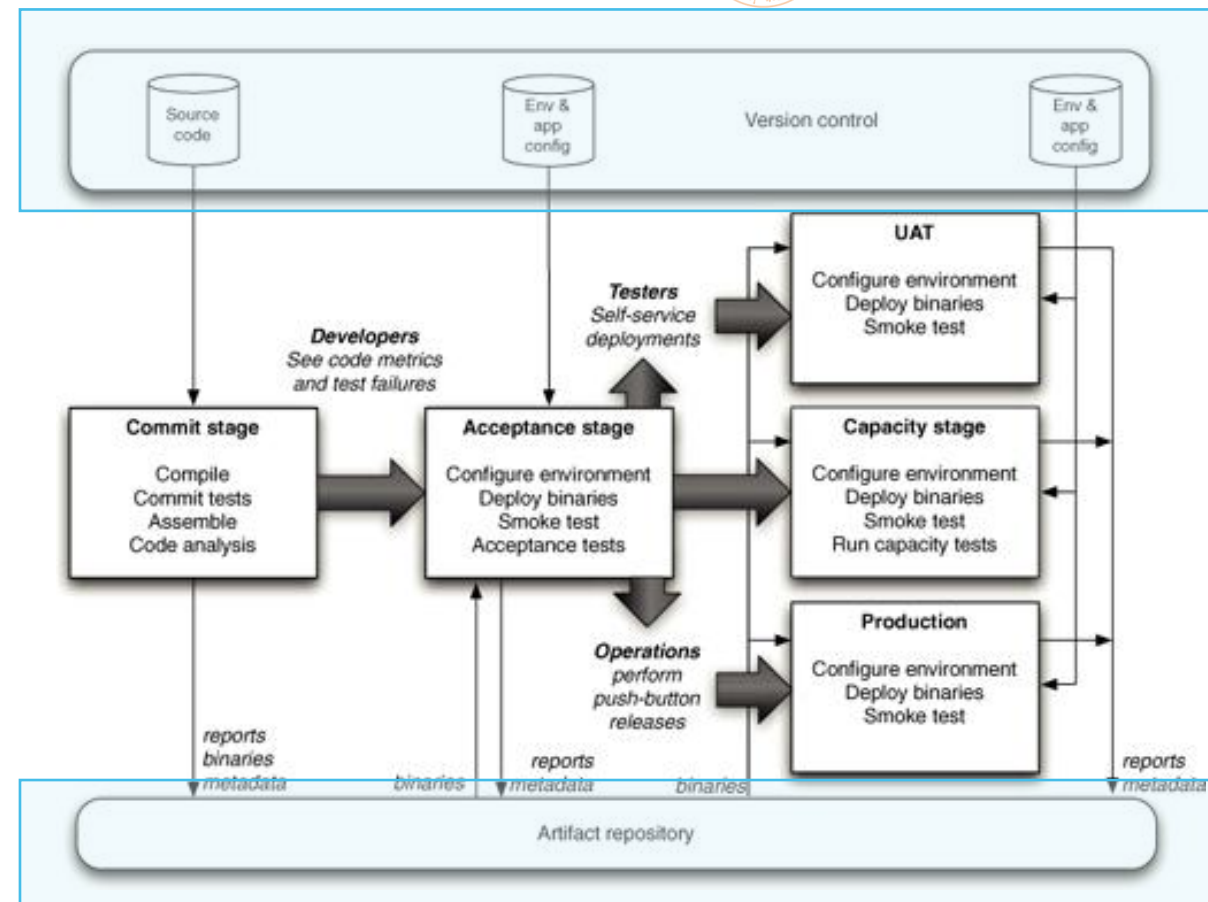 Source
code
Env &
app
config
Version control
Env &
app
config
UAT
Configure environment
Deploy binaries
Smoke test
Testers
Self-service
deployments
Developers
See code metrics
and test failures
Commit stage
Compile
Commit tests
Assemble
Code analysis
Acceptance stage
Configure environment
Deploy binaries
Smoke test
Acceptance tests
Capacity stage
Configure environment
Deploy binaries
Smoke test
Run capacity tests
Operations
perform
push-button
releases
Production
Configure environment
Deploy binaries
Smoke test
reports
binaries
metadata
binaries
reports
metadata
binaries
reports
metadata
Artifact repository